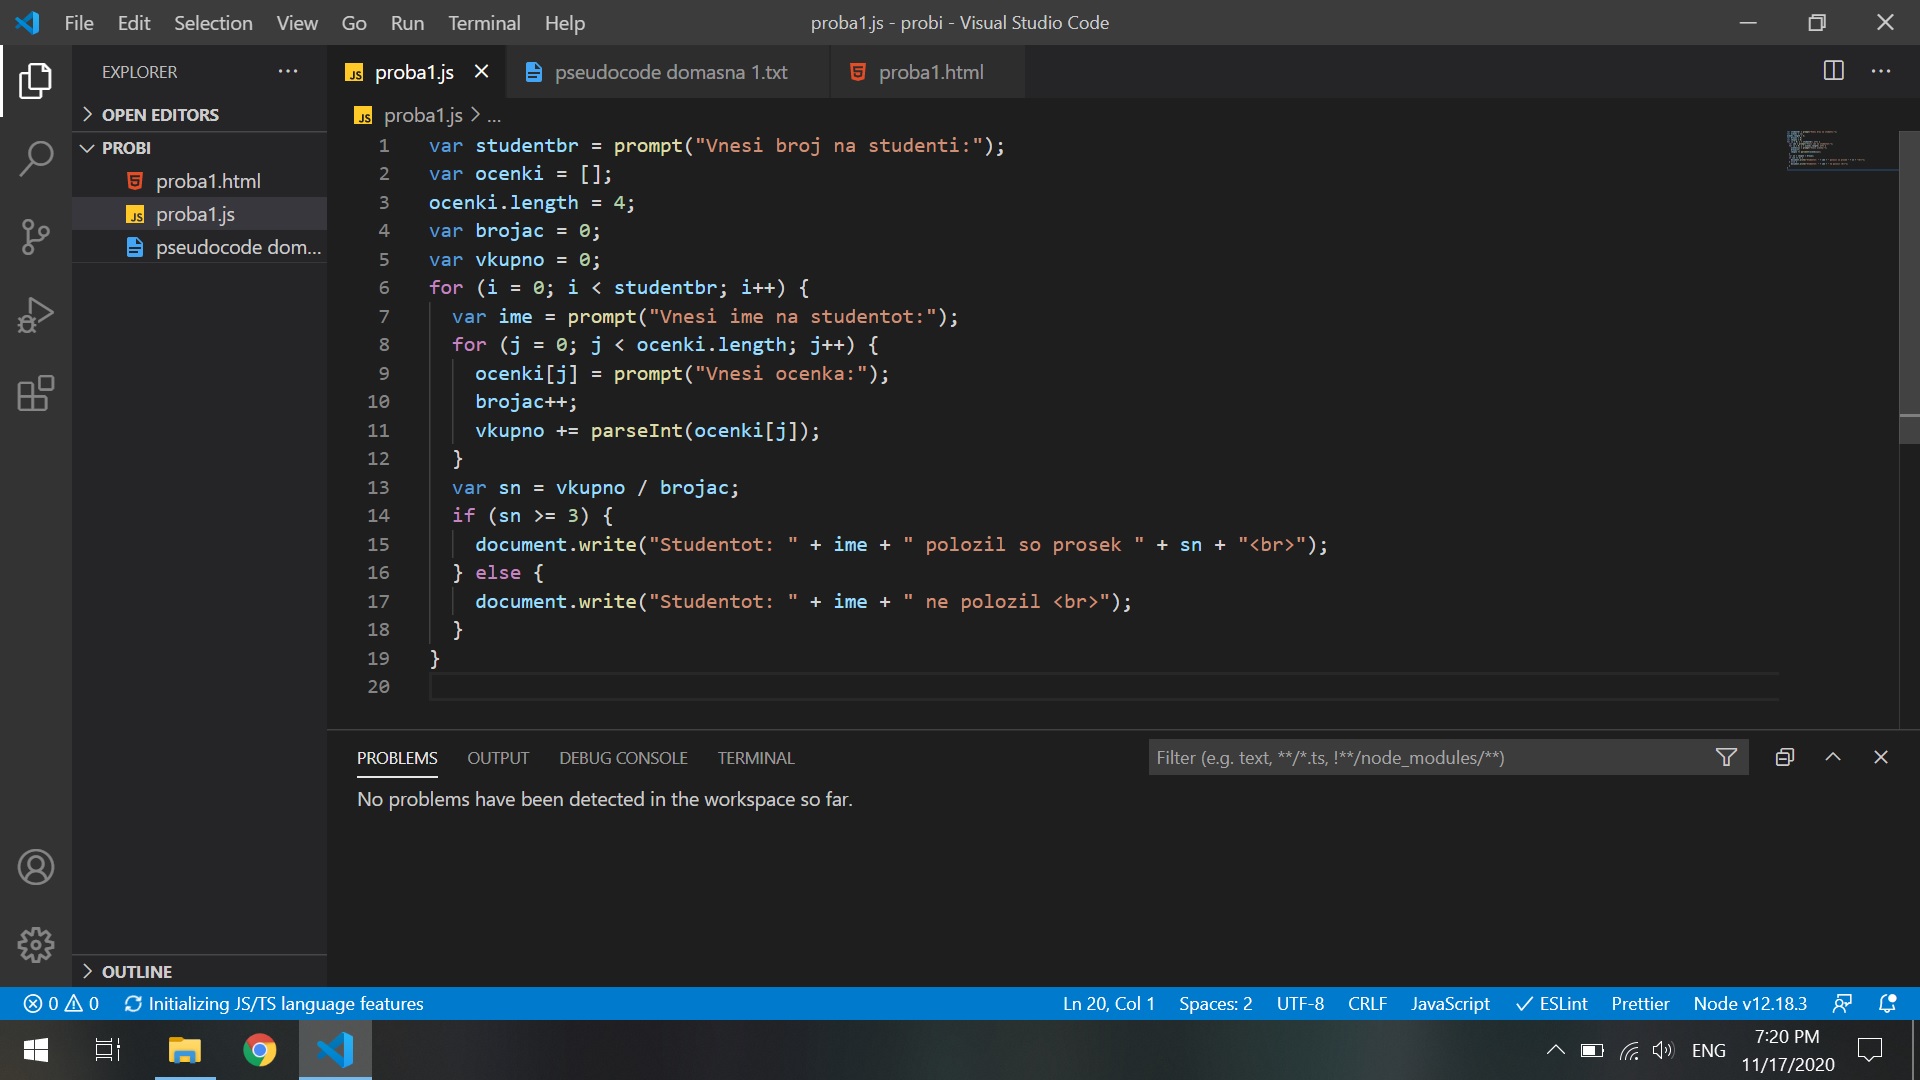 File Edit Selection View Go Run Terminal Help
proba1.js - probi - Visual Studio Code
EXPLORER
OPEN EDITORS
PROBI
proba1.html
proba1.js
pseudocode dom...
OUTLINE
proba1.js pseudocode domasna 1.txt proba1.html
proba1.js > ...
1 var studentbr = prompt("Vnesi broj na studenti:");
2 var ocenki = [];
3 ocenki.length = 4;
4 var brojac = 0;
5 var vkupno = 0;
6 for (i = 0; i < studentbr; i++) {
7   var ime = prompt("Vnesi ime na studentot:");
8   for (j = 0; j < ocenki.length; j++) {
9     ocenki[j] = prompt("Vnesi ocenka:");
10     brojac++;
11     vkupno += parseInt(ocenki[j]);
12   }
13   var sn = vkupno / brojac;
14   if (sn >= 3) {
15     document.write("Studentot: " + ime + " polozil so prosek " + sn + "<br>");
16   } else {
17     document.write("Studentot: " + ime + " ne polozil <br>");
18   }
19 }
20
PROBLEMS OUTPUT DEBUG CONSOLE TERMINAL
Filter (e.g. text, **/*.ts, !**/node_modules/**)
No problems have been detected in the workspace so far.
0 0 Initializing JS/TS language features
Ln 20, Col 1 Spaces: 2 UTF-8 CRLF JavaScript ESLint Prettier Node v12.18.3
ENG
7:20 PM
11/17/2020